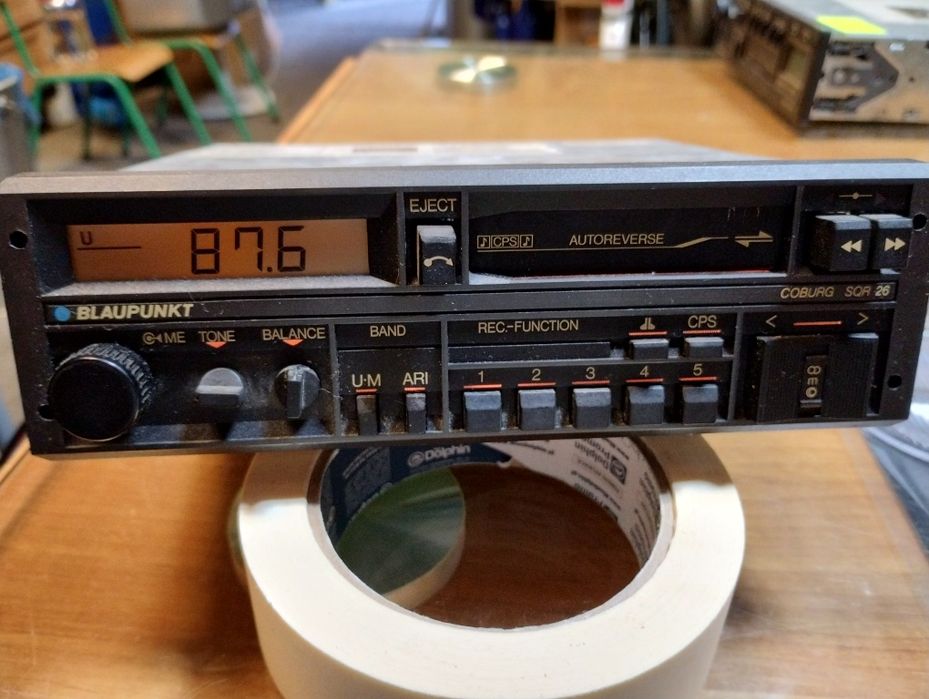 EJECT
U 87.6
CPS AUTOREVERSE
BLAUPUNKT
COBURG SQR 26
ME TONE BALANCE
BAND
REC.-FUNCTION
CPS
< >
U·M ARI
1 2 3 4 5
Dolphin
Dolphin